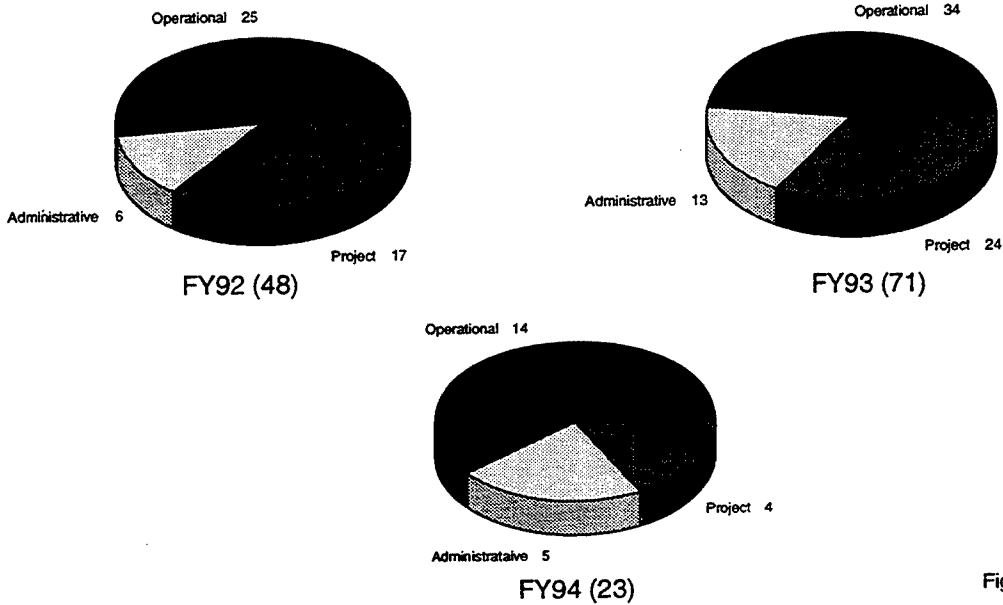 Operational 25
Administrative 6
Project 17
FY92 (48)
Operational 34
Administrative 13
Project 24
FY93 (71)
Operational 14
Project 4
Administrataive 5
FY94 (23)